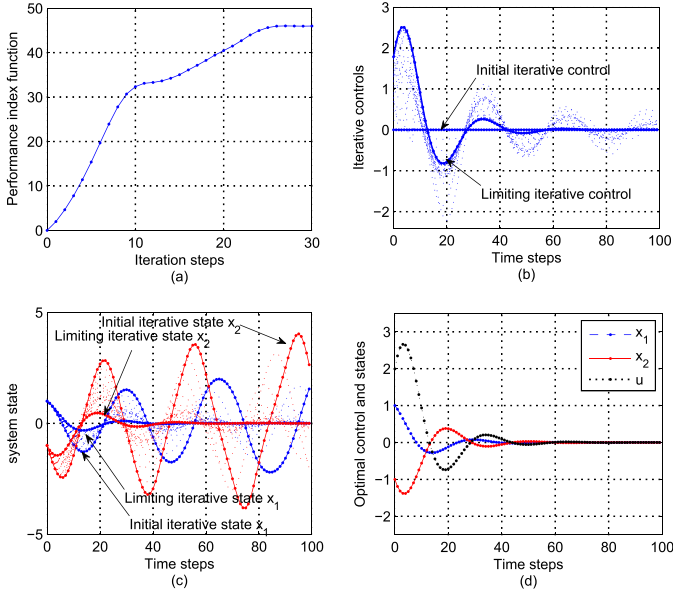 Performance index function
50
40
30
20
10
0
0 10 20 30
Iteration steps
(a)
Iterative controls
3
2
1
0
−1
−2
Initial iterative control
Limiting iterative control
0 20 40 60 80 100
Time steps
(b)
system state
5
0
−5
Initial iterative state x2
Limiting iterative state x2
Limiting iterative state x1
Initial iterative state x1
0 20 40 60 80 100
Time steps
(c)
Optimal control and states
3
2
1
0
−1
−2
x1
x2
u
0 20 40 60 80 100
Time steps
(d)